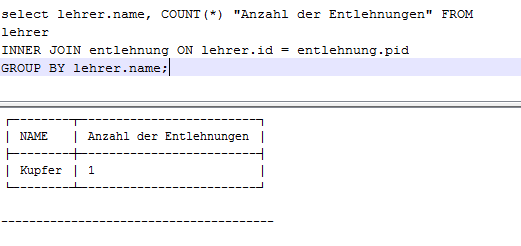 select lehrer.name, COUNT(*) "Anzahl der Entlehnungen" FROM
lehrer
INNER JOIN entlehnung ON lehrer.id = entlehnung.pid
GROUP BY lehrer.name;
| NAME | Anzahl der Entlehnungen |
| Kupfer | 1 |